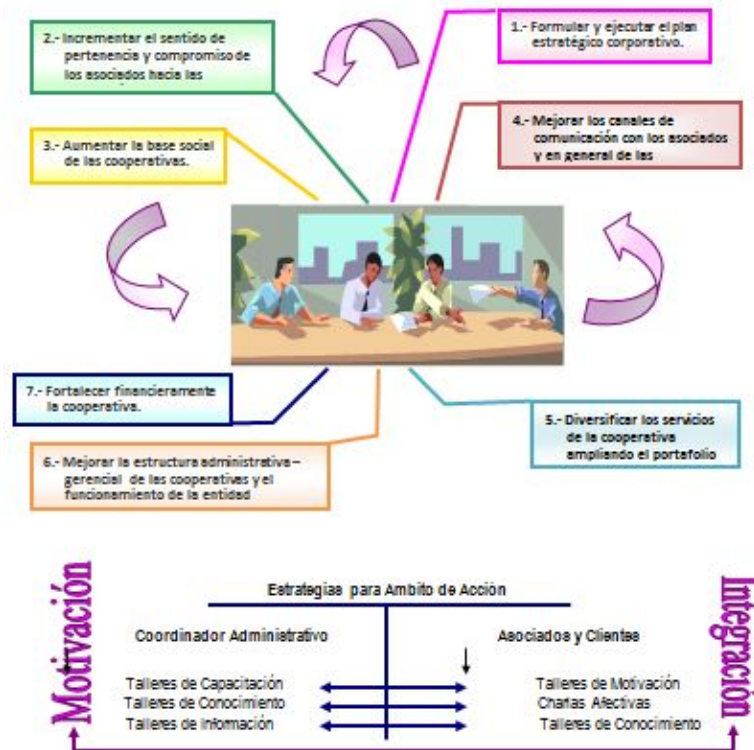 1.- Formular y ejecutar el plan
estratégico corporativo.
2.- Incrementar el sentido de
pertenencia y compromiso de
los asociados hacia las
3.- Aumentar la base social
de las cooperativas.
4.- Mejorar los canales de
comunicación con los asociados
y en general de las
5.- Diversificar los servicios
de la cooperativa
ampliando el portafolio
6.- Mejorar la estructura administrativa –
gerencial de las cooperativas y el
funcionamiento de la entidad
7.- Fortalecer financieramente
la cooperativa.
Motivación
Estrategias para Ambito de Acción
Coordinador Administrativo
Talleres de Capacitación
Talleres de Conocimiento
Talleres de Información
Asociados y Clientes
Talleres de Motivación
Charlas Afectivas
Talleres de Conocimiento
Integración